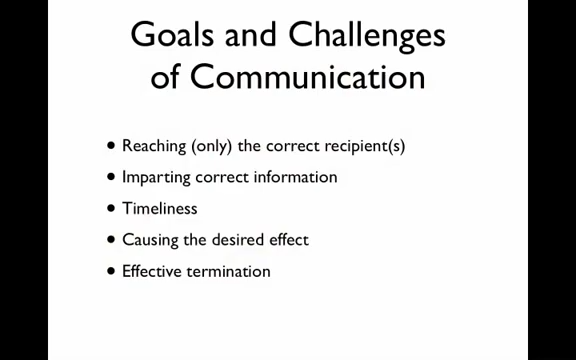 Goals and Challenges
of Communication
• Reaching (only) the correct recipient(s)
• Imparting correct information
• Timeliness
• Causing the desired effect
• Effective termination